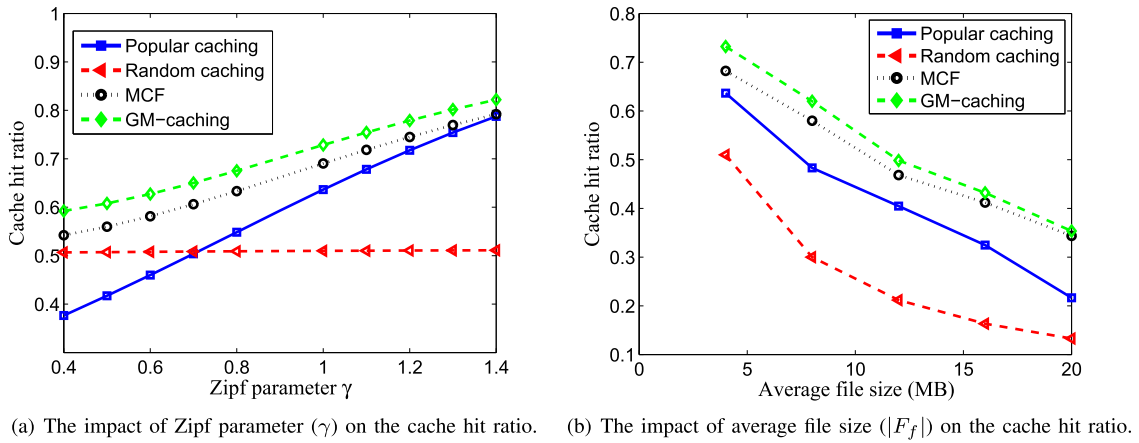 1
0.9
0.8
0.7
0.6
0.5
0.4
0.4
0.6
0.8
1
1.2
1.4
Cache hit ratio
Zipf parameter γ
Popular caching
Random caching
MCF
GM−caching
(a) The impact of Zipf parameter (γ) on the cache hit ratio.
0.8
0.7
0.6
0.5
0.4
0.3
0.2
0.1
0
5
10
15
20
Cache hit ratio
Average file size (MB)
Popular caching
Random caching
MCF
GM−caching
(b) The impact of average file size (|F_f|) on the cache hit ratio.